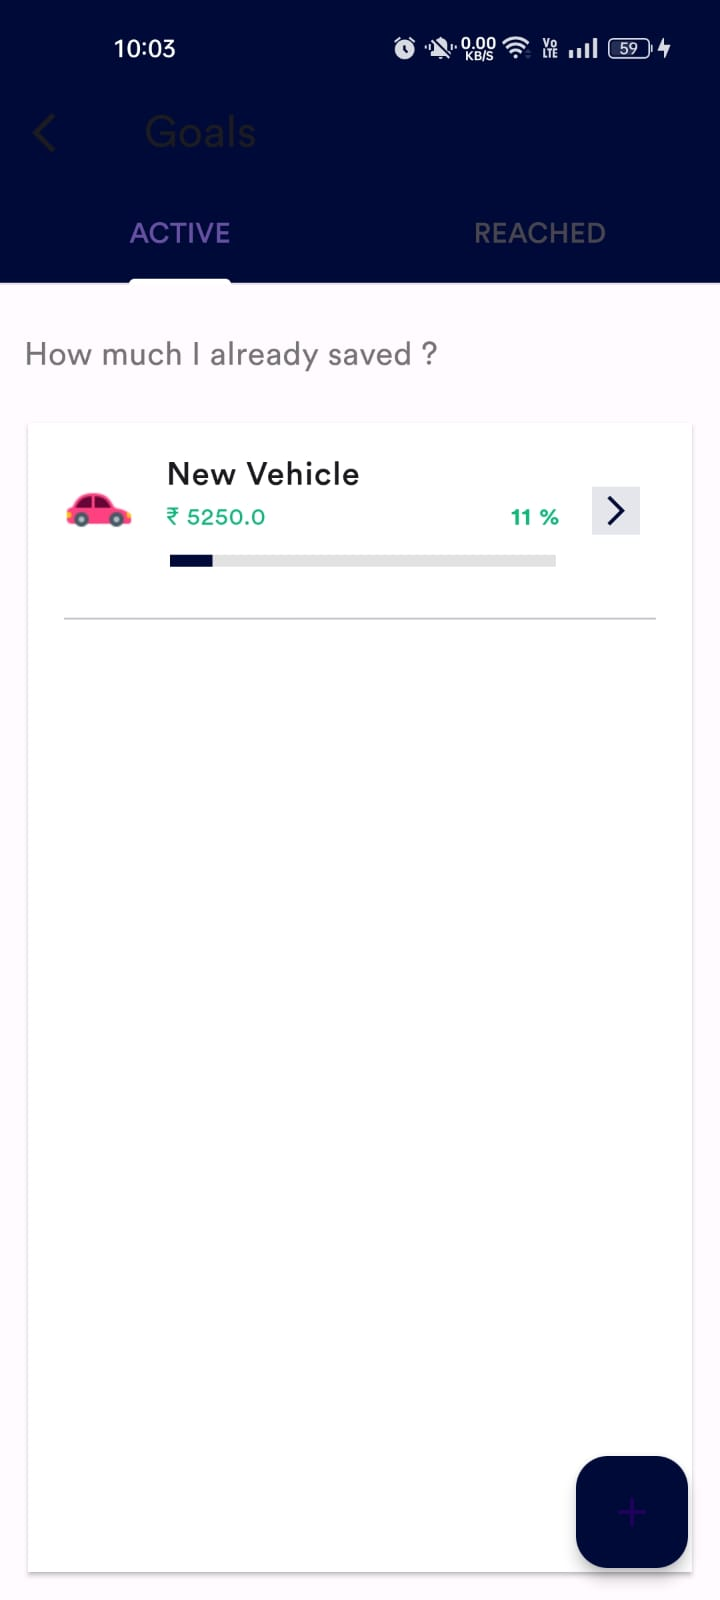 10:03
0.00
KB/S
Vo
LTE
59
Goals
ACTIVE
REACHED
How much I already saved ?
New Vehicle
₹ 5250.0
11 %